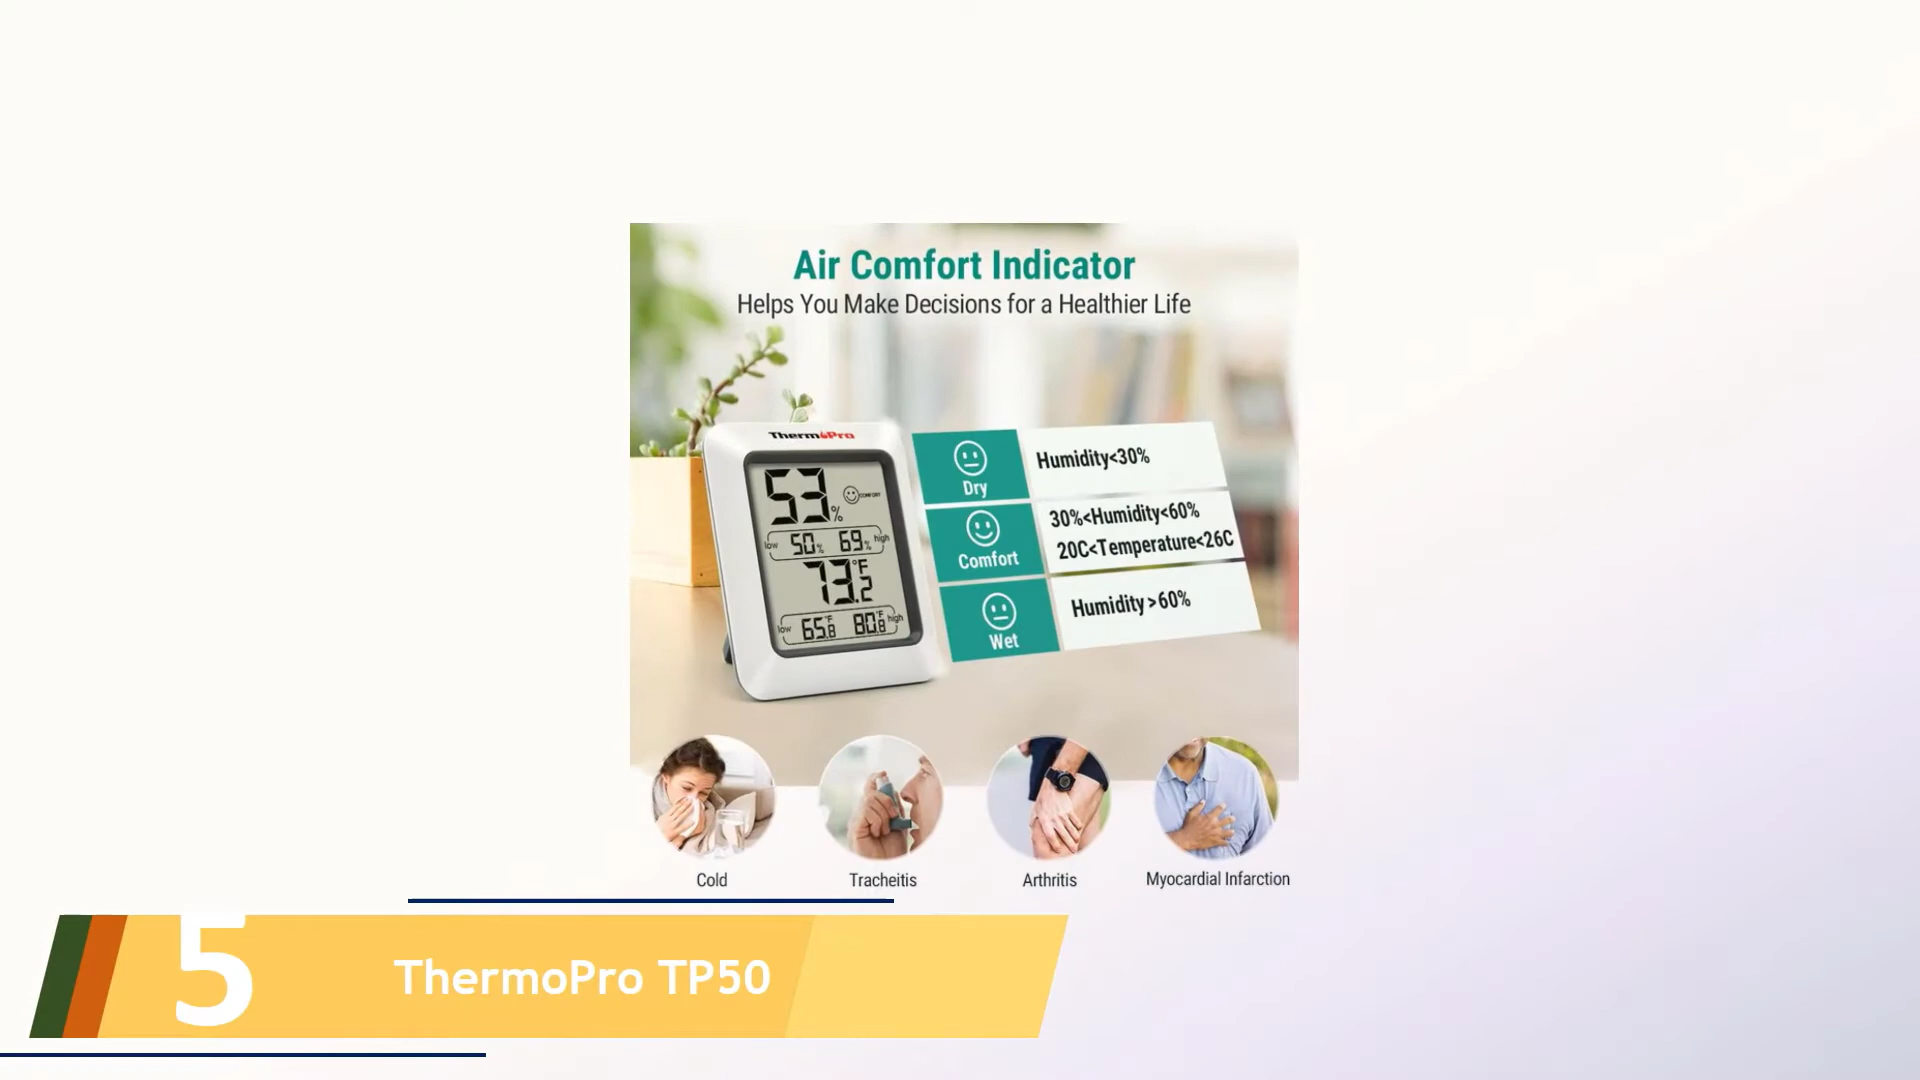 Air Comfort Indicator
Helps You Make Decisions for a Healthier Life
ThermoPro
53% COMFORT
low 50% 69% high
73.2°F
low 65.8°F 80.8°F high
Dry
Humidity<30%
Comfort
30%<Humidity<60%
20C<Temperature<26C
Wet
Humidity>60%
Cold
Tracheitis
Arthritis
Myocardial Infarction
5
ThermoPro TP50